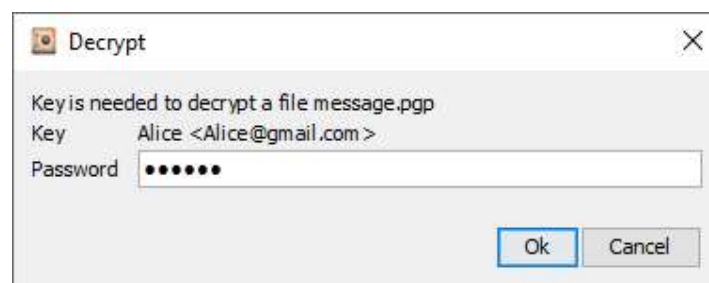 Decrypt
Key is needed to decrypt a file message.pgp
Key Alice <Alice@gmail.com>
Password ••••••
Ok Cancel